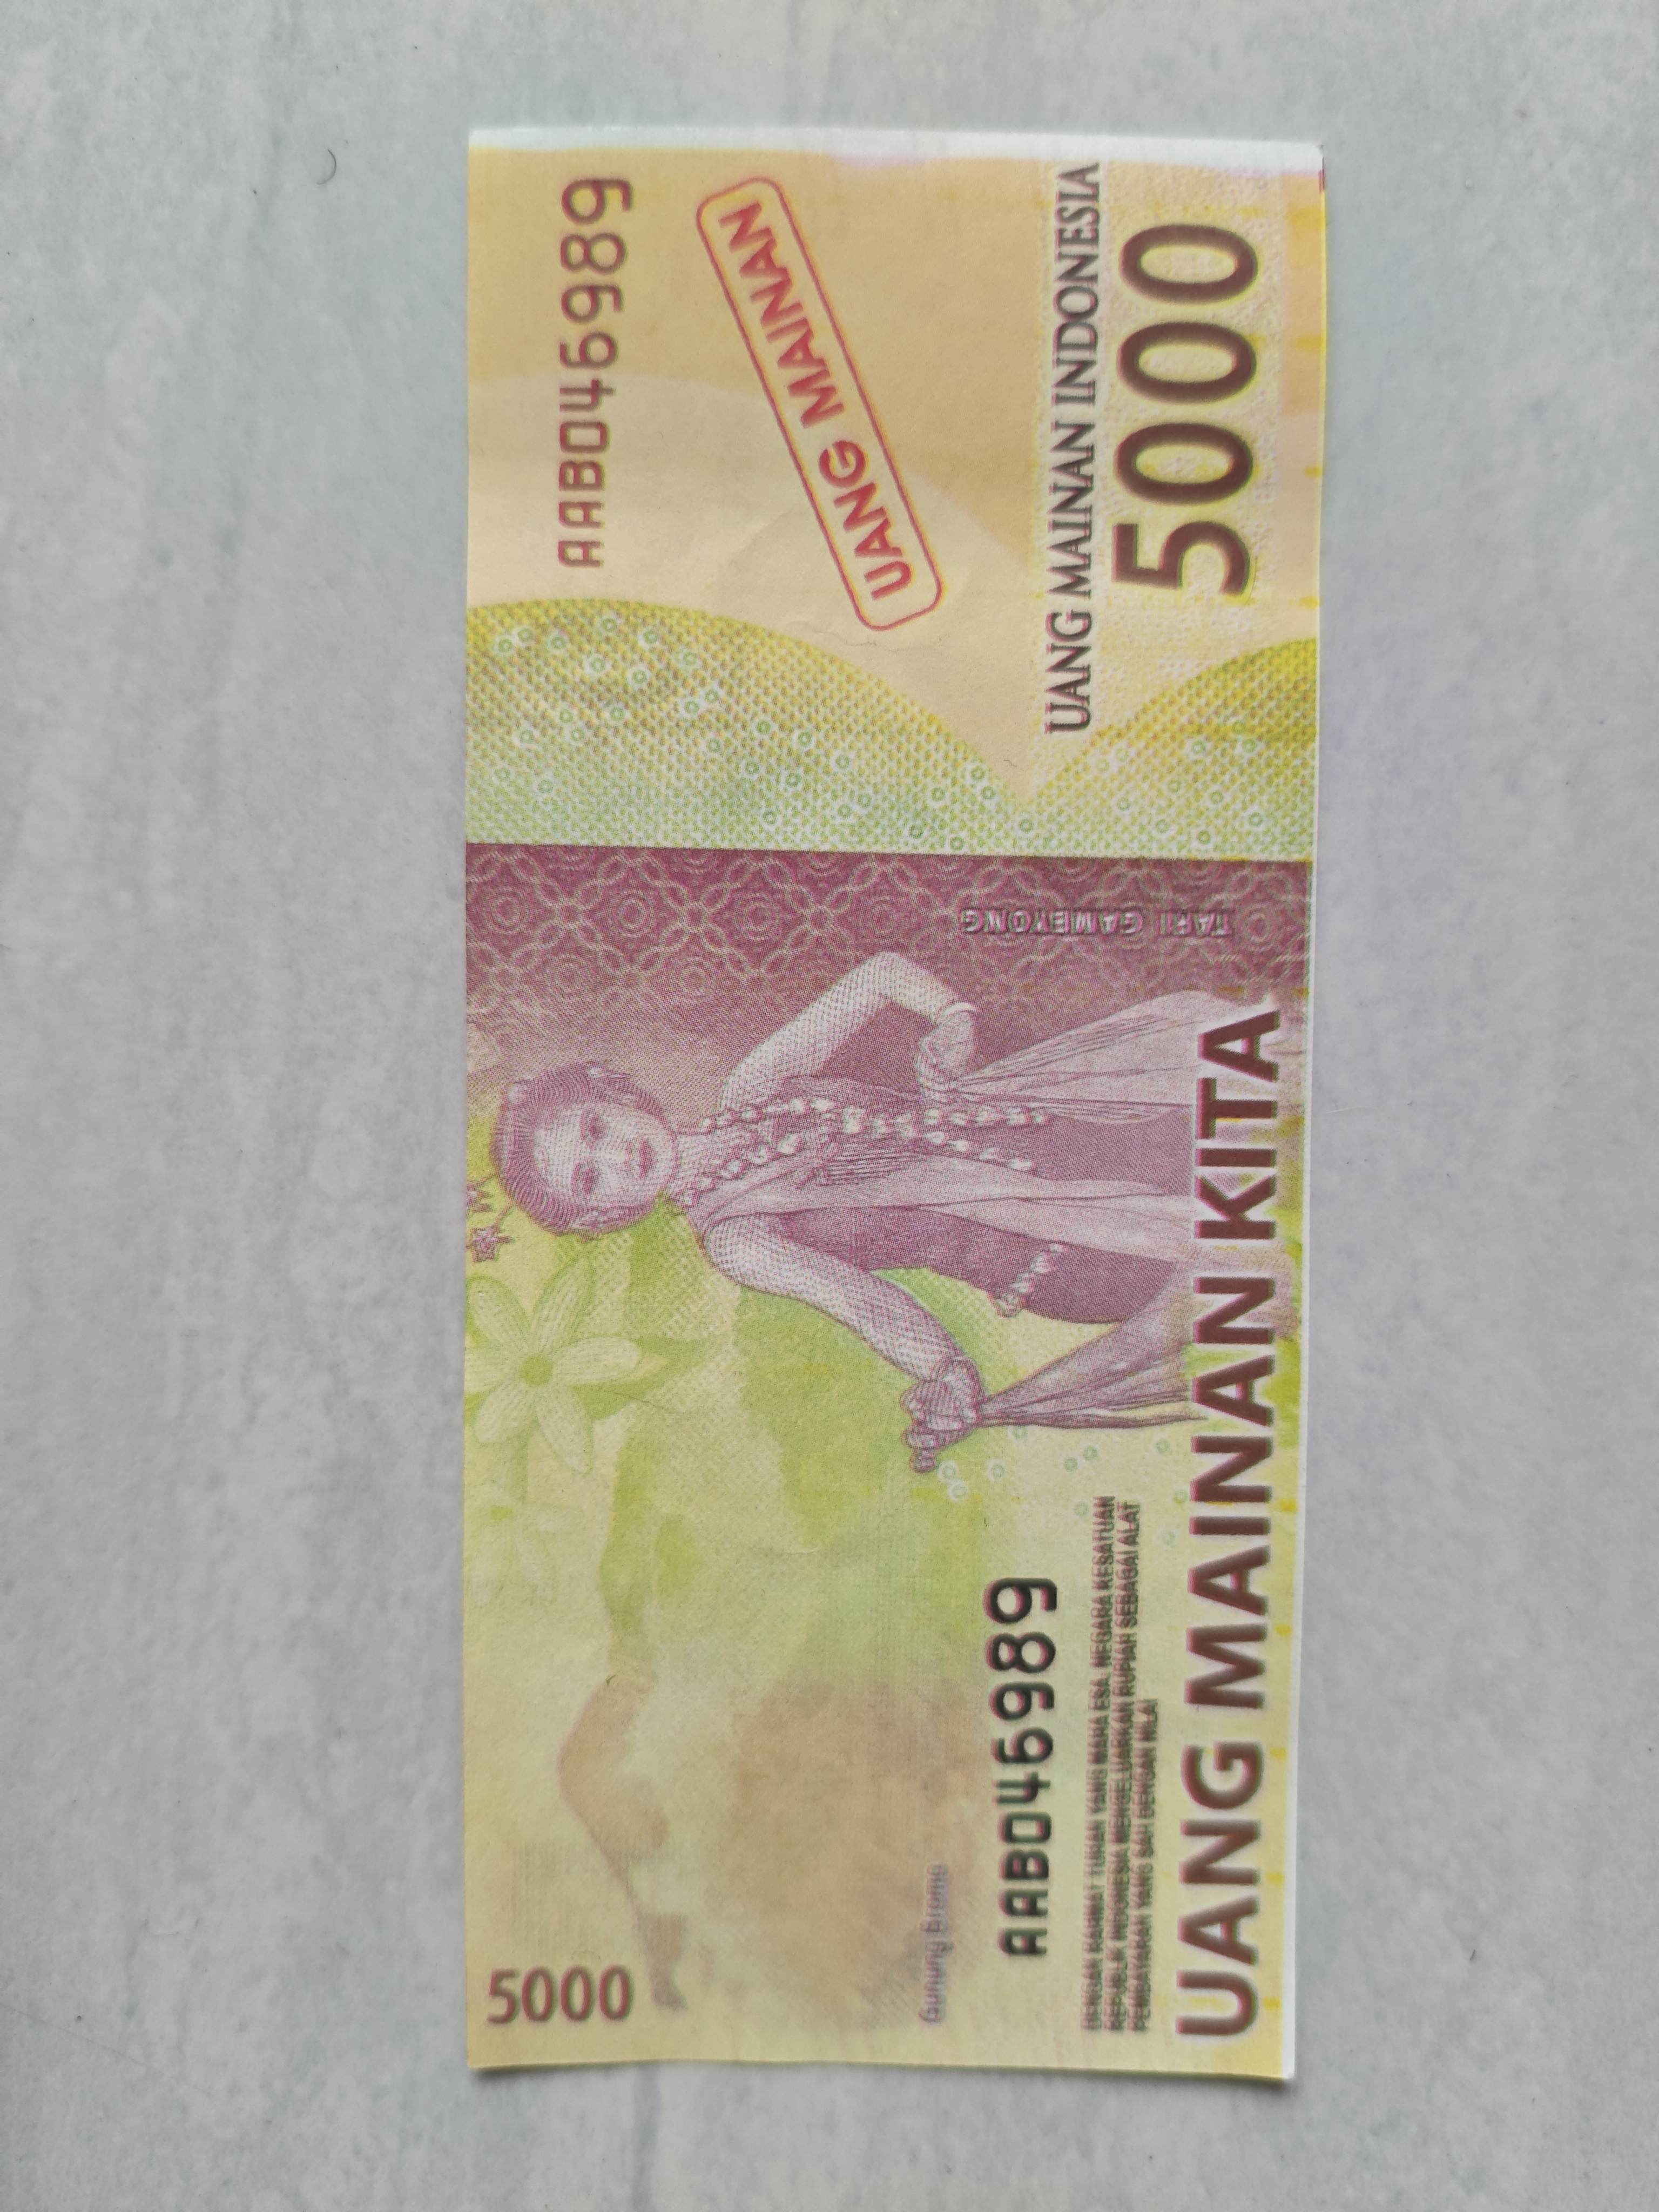 5000
Gunung Bromo
AAB046989
DENGAN RAHMAT TUHAN YANG MAHA ESA, NEGARA KESATUAN
REPUBLIK INDONESIA MENGELUARKAN RUPIAH SEBAGAI ALAT
PEMBAYARAN YANG SAH DENGAN NILAI
UANG MAINAN KITA
TARI GAMBYONG
AAB046989
UANG MAINAN
UANG MAINAN INDONESIA
5000